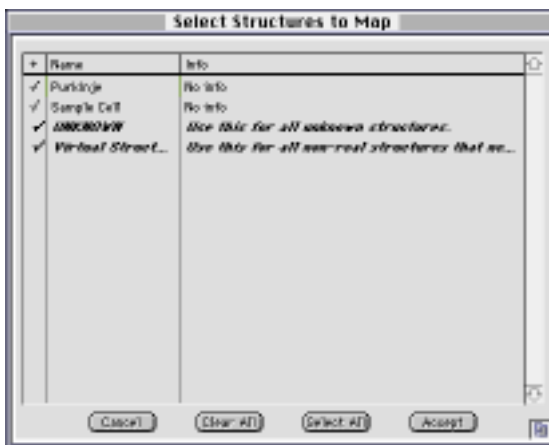 Select Structures to Map
+ Name Info
✓ Purkinje No info
✓ Sample Cell No info
✓ UNKNOWN Use this for all unknown structures.
✓ Virtual Struct... Use this for all non-real structures that ne...
Cancel Clear All Select All Accept